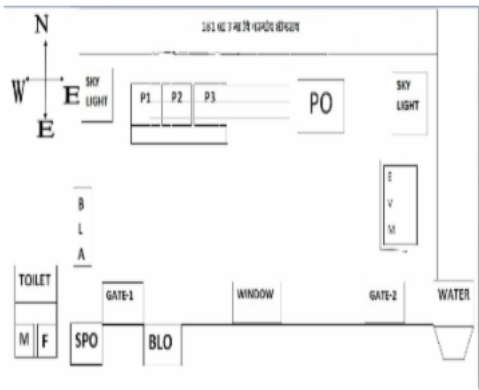 N
W
E
E
SKY
LIGHT
P1
P2
P3
PO
SKY
LIGHT
B
L
A
E
V
M
TOILET
M
F
GATE-1
WINDOW
GATE-2
WATER
SPO
BLO